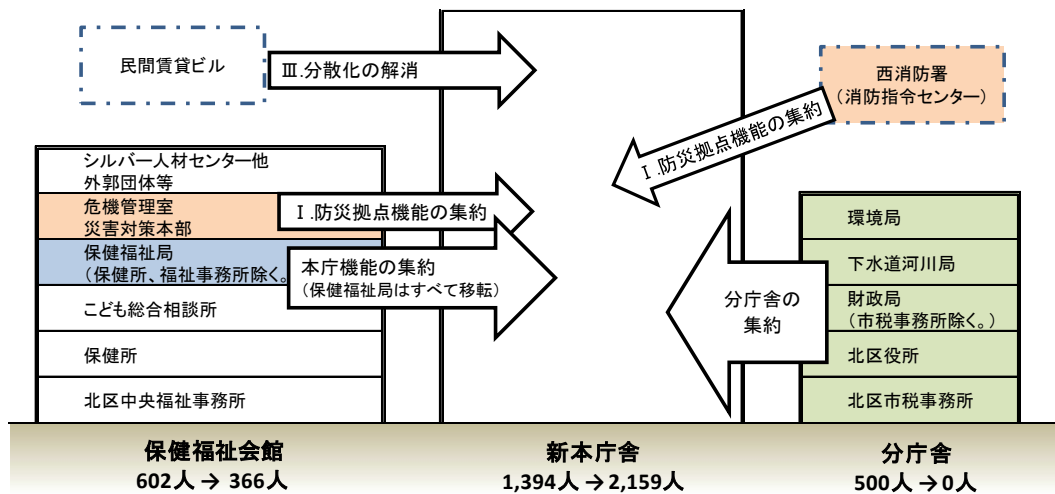 民間賃貸ビル
Ⅲ.分散化の解消
西消防署
(消防指令センター)
Ⅰ.防災拠点機能の集約
シルバー人材センター他
外郭団体等
危機管理室
災害対策本部
Ⅰ.防災拠点機能の集約
保健福祉局
(保健所、福祉事務所除く。
本庁機能の集約
(保健福祉局はすべて移転)
こども総合相談所
保健所
北区中央福祉事務所
分庁舎の
集約
環境局
下水道河川局
財政局
(市税事務所除く。)
北区役所
北区市税事務所
保健福祉会館
602人 → 366人
新本庁舎
1,394人 → 2,159人
分庁舎
500人 → 0人